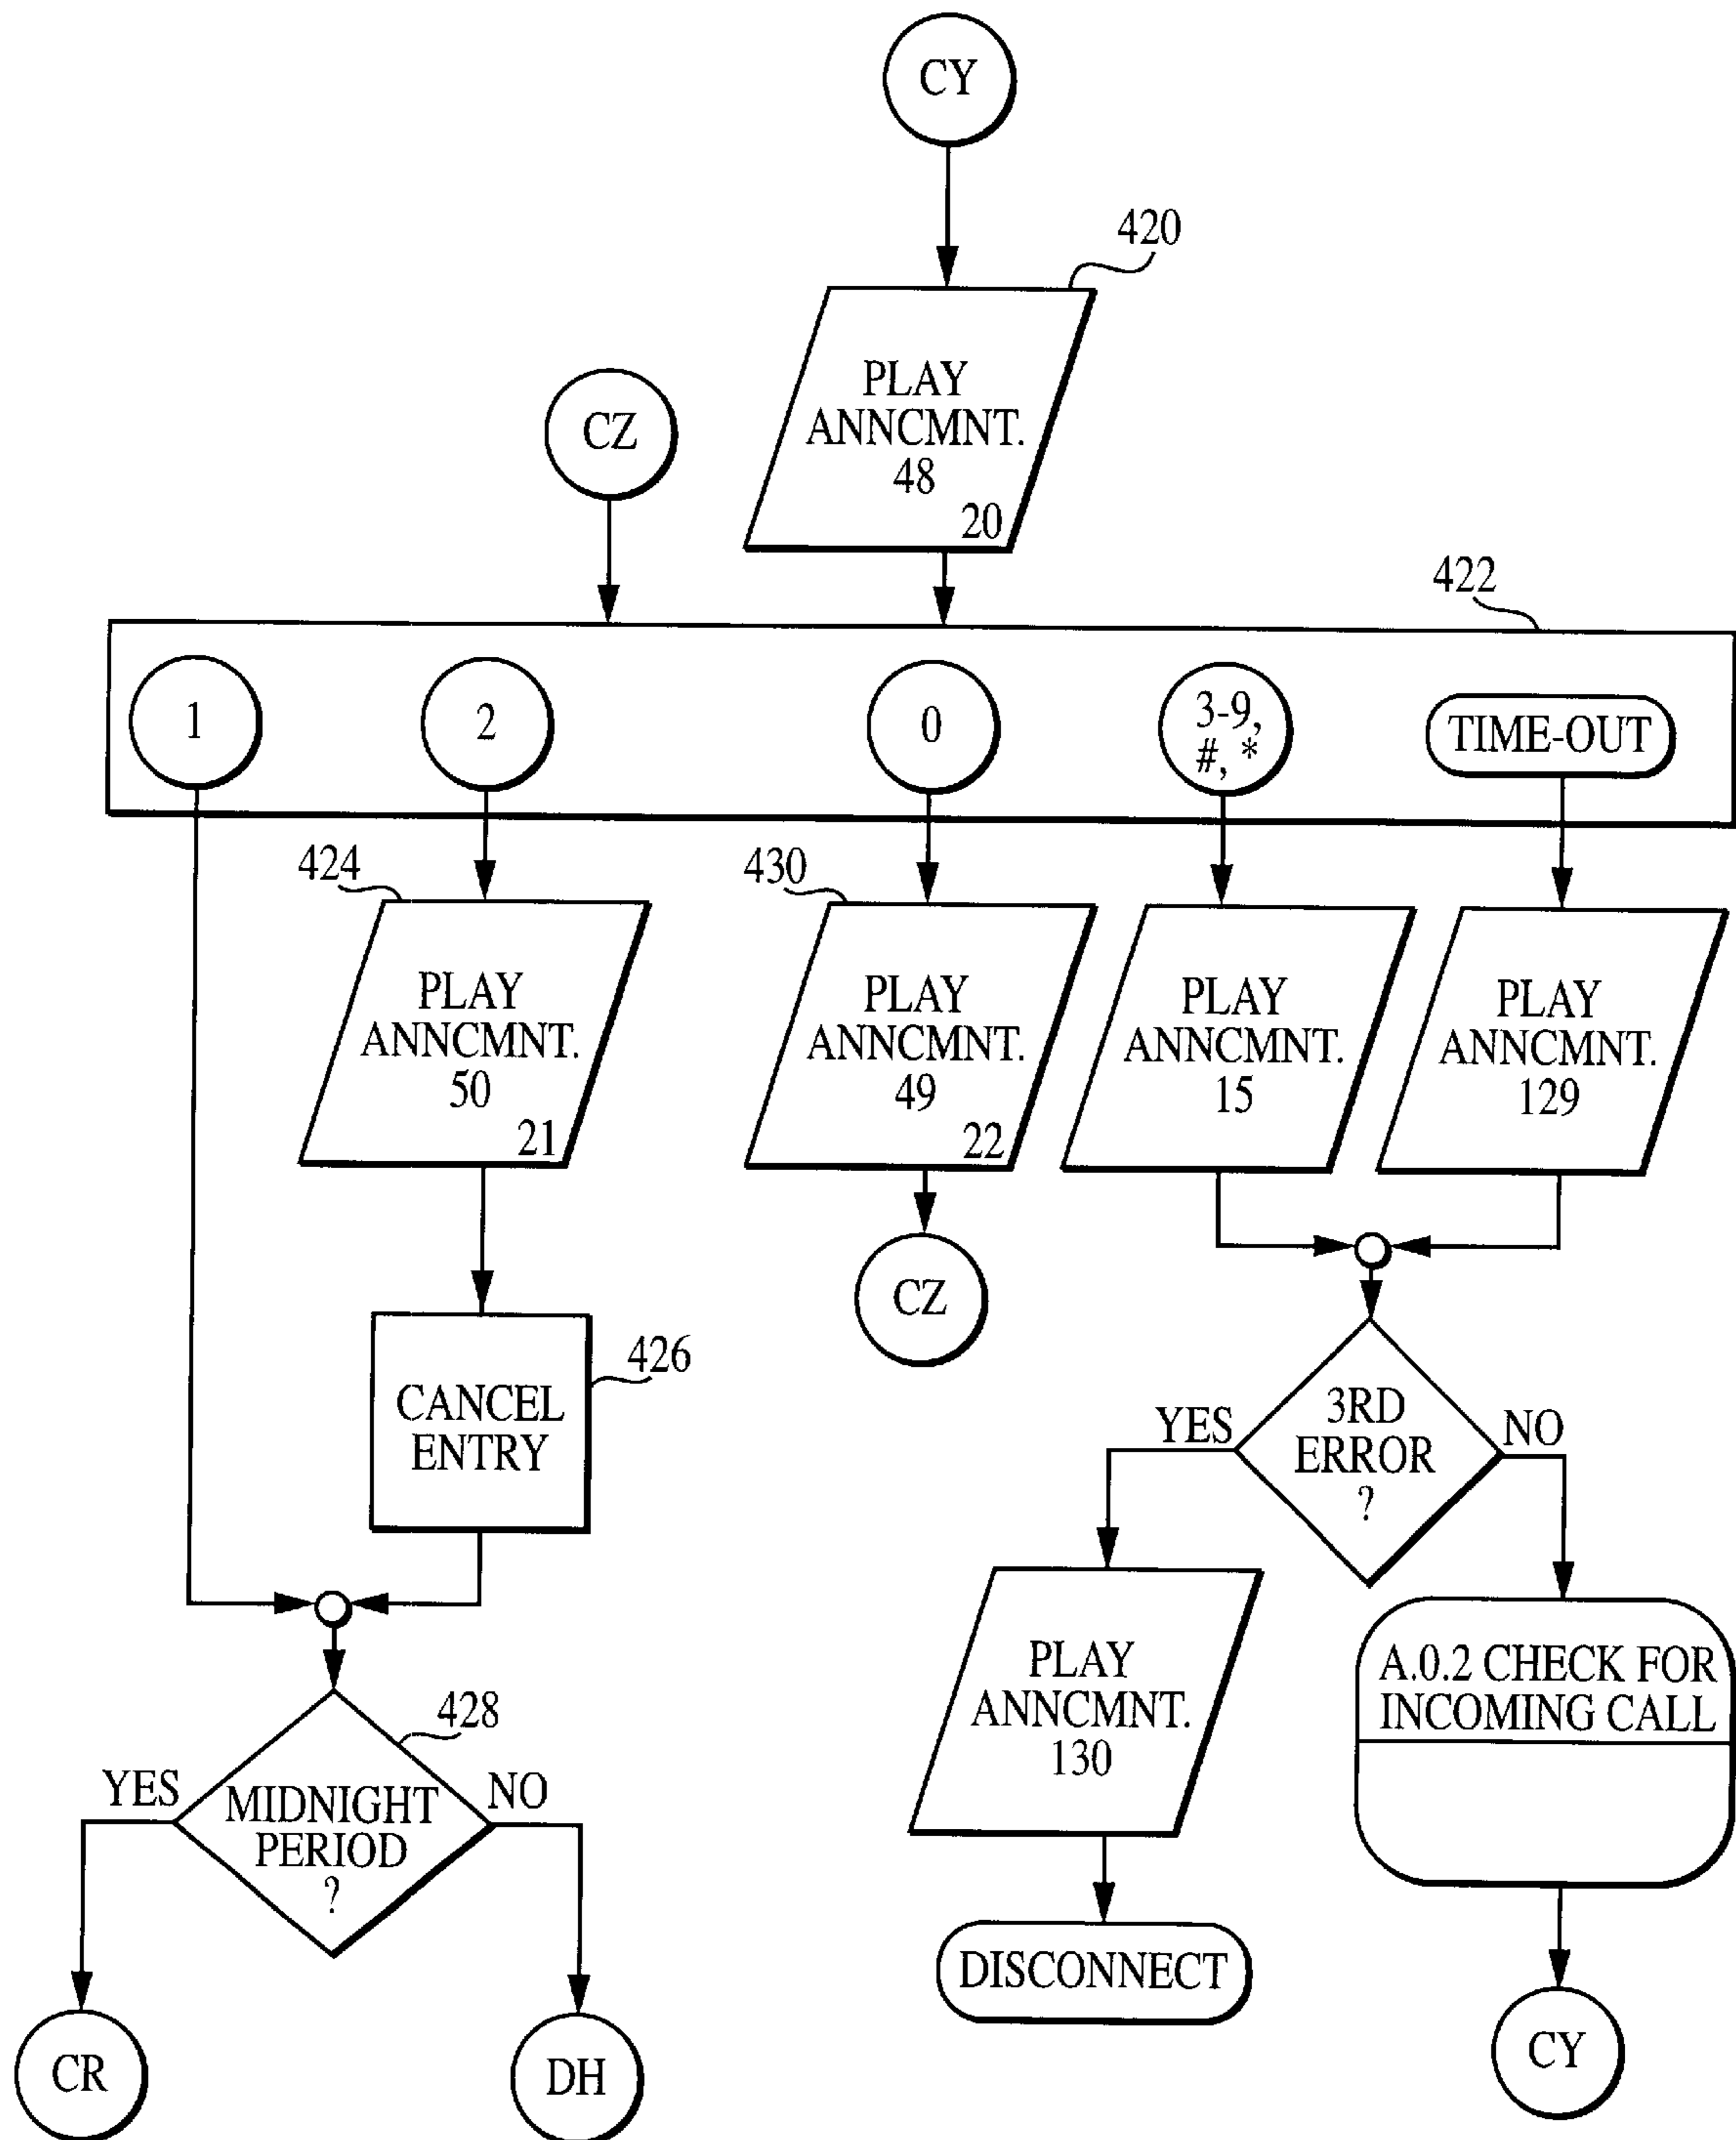 CY
420
PLAY
ANNCMNT.
48
20
CZ
422
1
2
0
3-9,
#, *
TIME-OUT
424
PLAY
ANNCMNT.
50
21
430
PLAY
ANNCMNT.
49
22
PLAY
ANNCMNT.
15
PLAY
ANNCMNT.
129
CZ
CANCEL
ENTRY
426
YES
3RD
ERROR
?
NO
PLAY
ANNCMNT.
130
A.0.2 CHECK FOR
INCOMING CALL
428
YES
MIDNIGHT
PERIOD
?
NO
DISCONNECT
CR
DH
CY